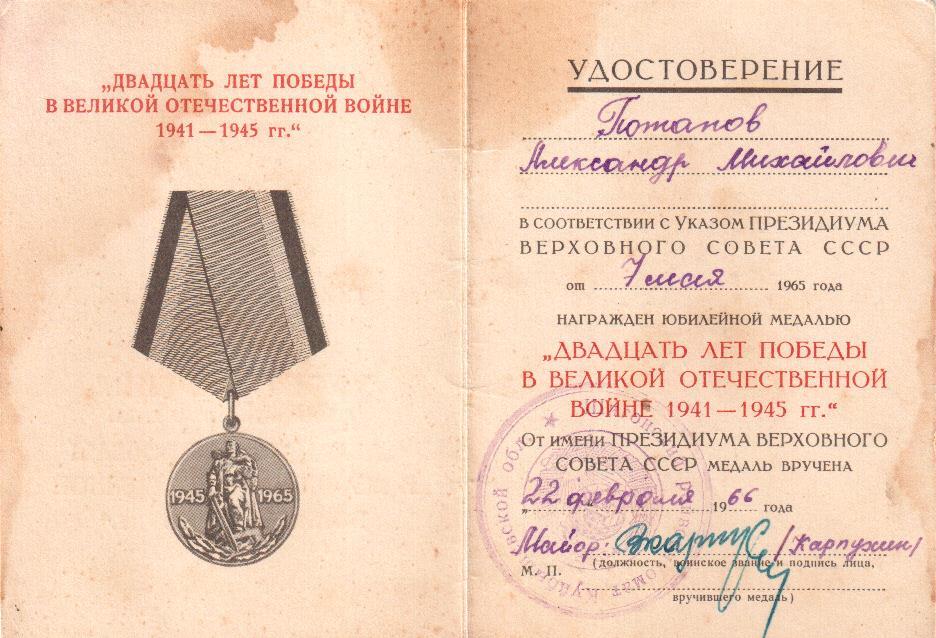 „ДВАДЦАТЬ ЛЕТ ПОБЕДЫ
В ВЕЛИКОЙ ОТЕЧЕСТВЕННОЙ ВОЙНЕ
1941—1945 гг.“
1945 1965
УДОСТОВЕРЕНИЕ
Потапов
Александр Михайлович
В СООТВЕТСТВИИ С УКАЗОМ ПРЕЗИДИУМА
ВЕРХОВНОГО СОВЕТА СССР
от 7 мая 1965 года
НАГРАЖДЕН ЮБИЛЕЙНОЙ МЕДАЛЬЮ
„ДВАДЦАТЬ ЛЕТ ПОБЕДЫ
В ВЕЛИКОЙ ОТЕЧЕСТВЕННОЙ
ВОЙНЕ 1941—1945 гг.“
ОТ ИМЕНИ ПРЕЗИДИУМА ВЕРХОВНОГО
СОВЕТА СССР МЕДАЛЬ ВРУЧЕНА
„22 февраля 1966 года
Майор: /Карпухин/
М. П. (должность, воинское звание и подпись лица,
вручившего медаль)